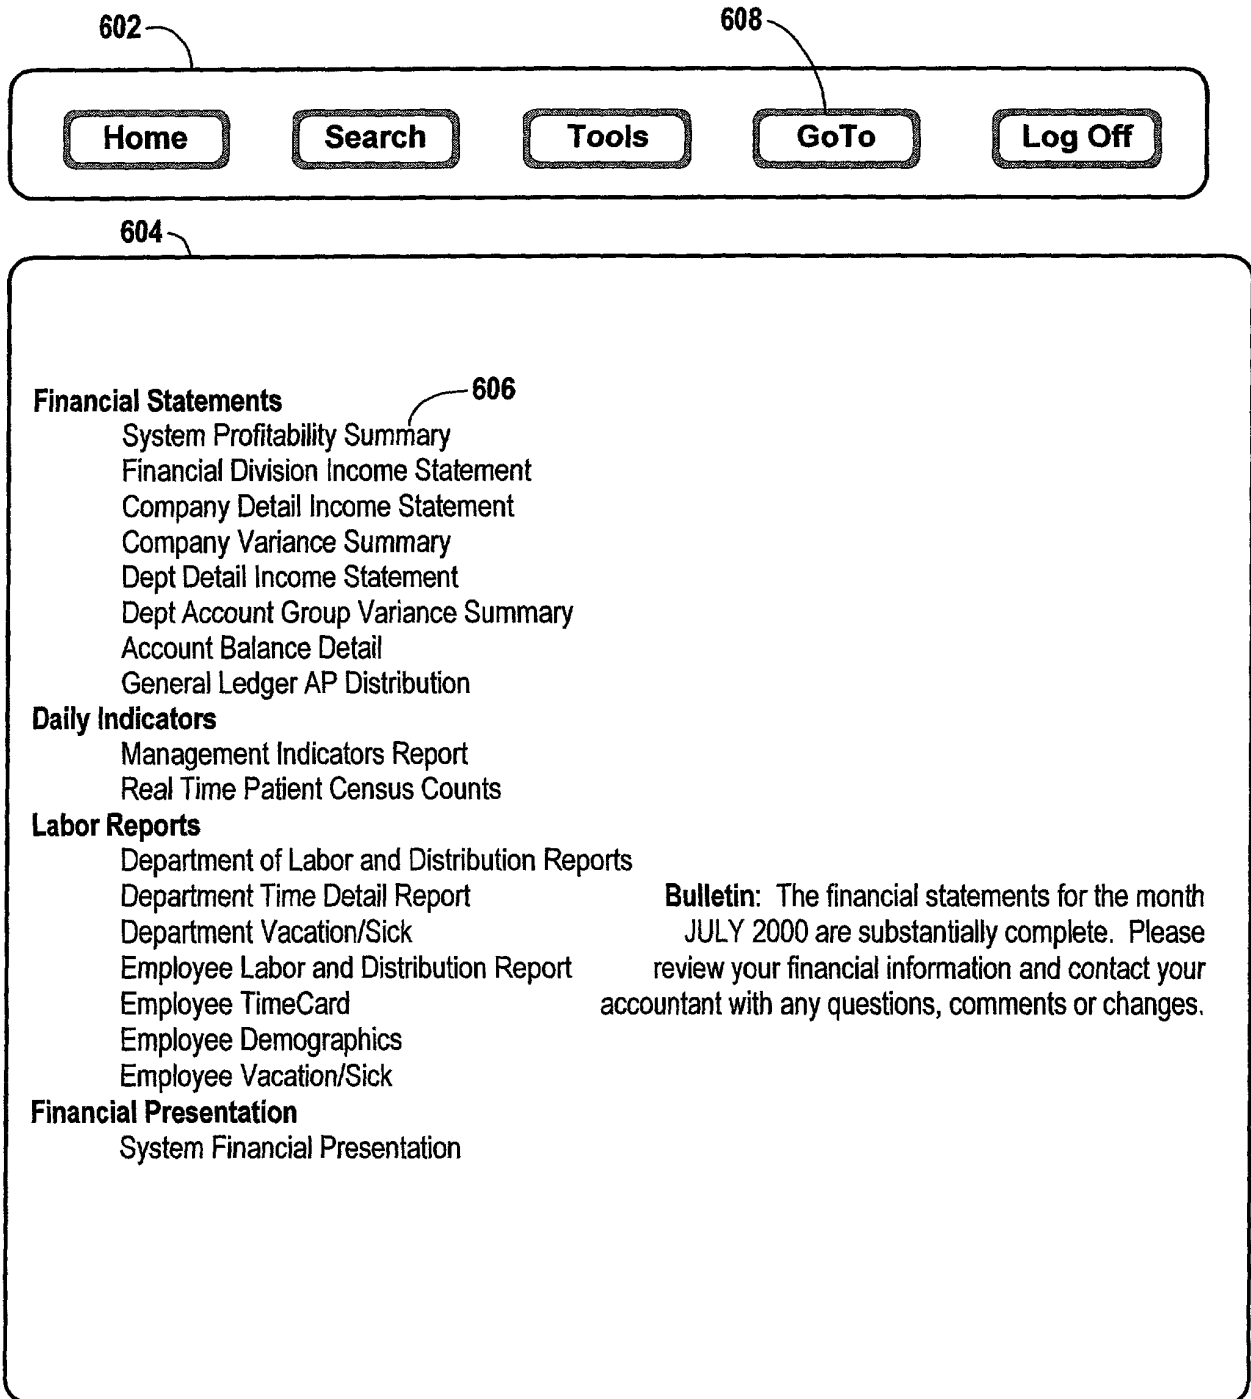 602
608
Home Search Tools GoTo Log Off
604
Financial Statements
606
System Profitability Summary
Financial Division Income Statement
Company Detail Income Statement
Company Variance Summary
Dept Detail Income Statement
Dept Account Group Variance Summary
Account Balance Detail
General Ledger AP Distribution
Daily Indicators
Management Indicators Report
Real Time Patient Census Counts
Labor Reports
Department of Labor and Distribution Reports
Department Time Detail Report
Department Vacation/Sick
Employee Labor and Distribution Report
Employee TimeCard
Employee Demographics
Employee Vacation/Sick
Financial Presentation
System Financial Presentation
Bulletin: The financial statements for the month
JULY 2000 are substantially complete. Please
review your financial information and contact your
accountant with any questions, comments or changes.